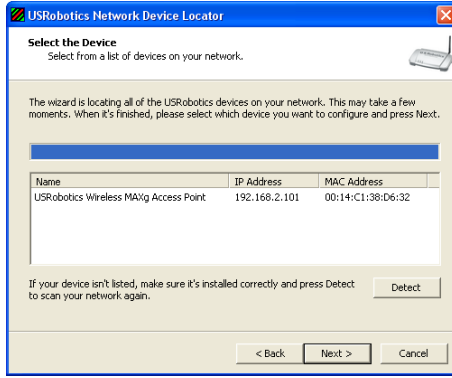 USRobotics Network Device Locator
Select the Device
Select from a list of devices on your network.
The wizard is locating all of the USRobotics devices on your network. This may take a few
moments. When it's finished, please select which device you want to configure and press Next.
Name IP Address MAC Address
USRobotics Wireless MAXg Access Point 192.168.2.101 00:14:C1:38:D6:32
If your device isn't listed, make sure it's installed correctly and press Detect
to scan your network again.
Detect
< Back Next > Cancel